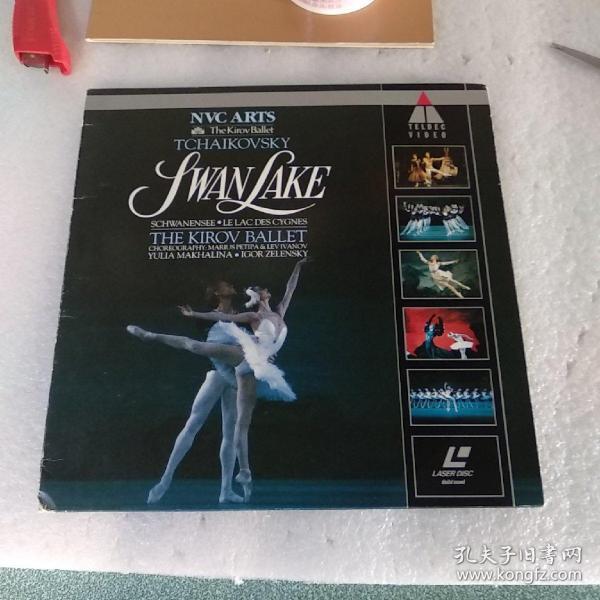 NVC ARTS
The Kirov Ballet
TCHAIKOVSKY
SWAN LAKE
SCHWANENSEE • LE LAC DES CYGNES
THE KIROV BALLET
CHOREOGRAPHY: MARIUS PETIPA & LEV IVANOV
YULIA MAKHALINA • IGOR ZELENSKY
TELDEC
VIDEO
LASER DISC
孔夫子旧书网
www.kongfz.com